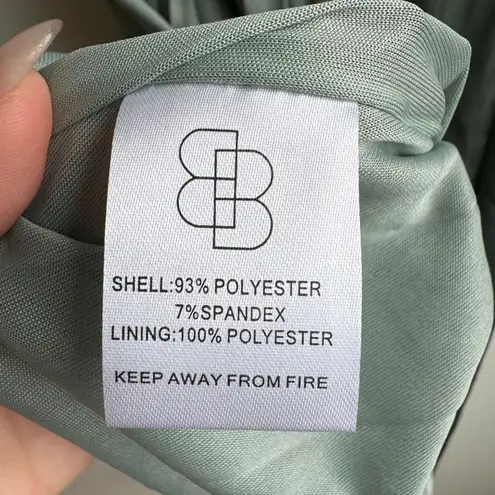 SHELL:93% POLYESTER
7%SPANDEX
LINING:100% POLYESTER
KEEP AWAY FROM FIRE